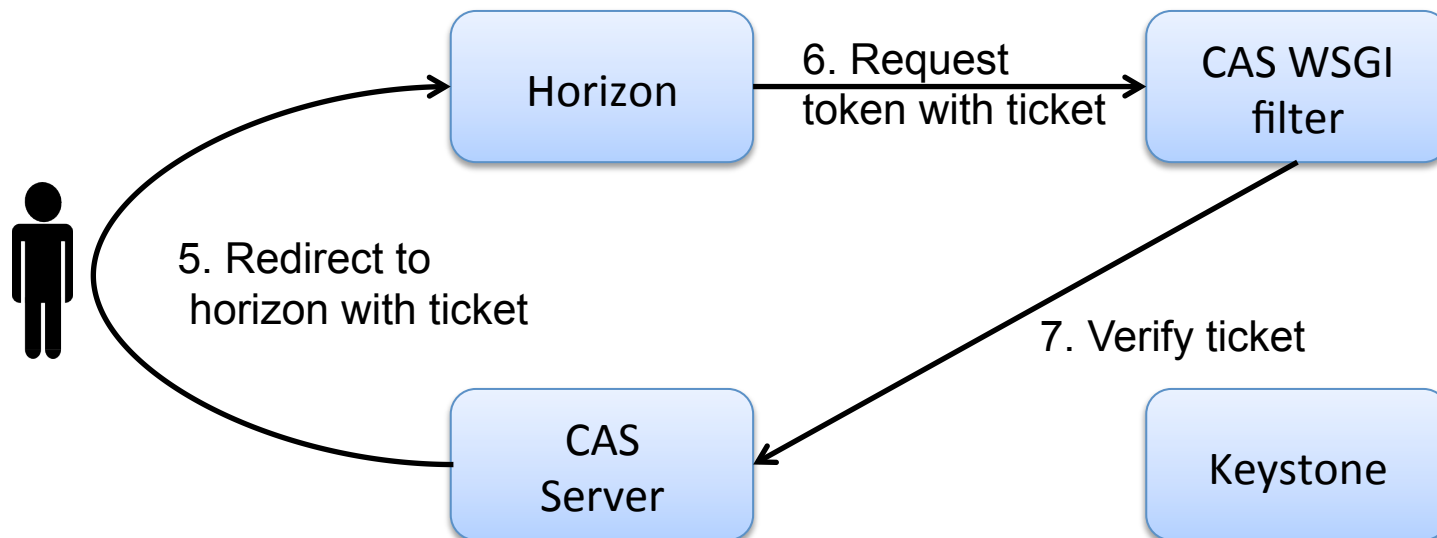 Horizon
6. Request
token with ticket
CAS WSGI
filter
5. Redirect to
horizon with ticket
7. Verify ticket
CAS
Server
Keystone